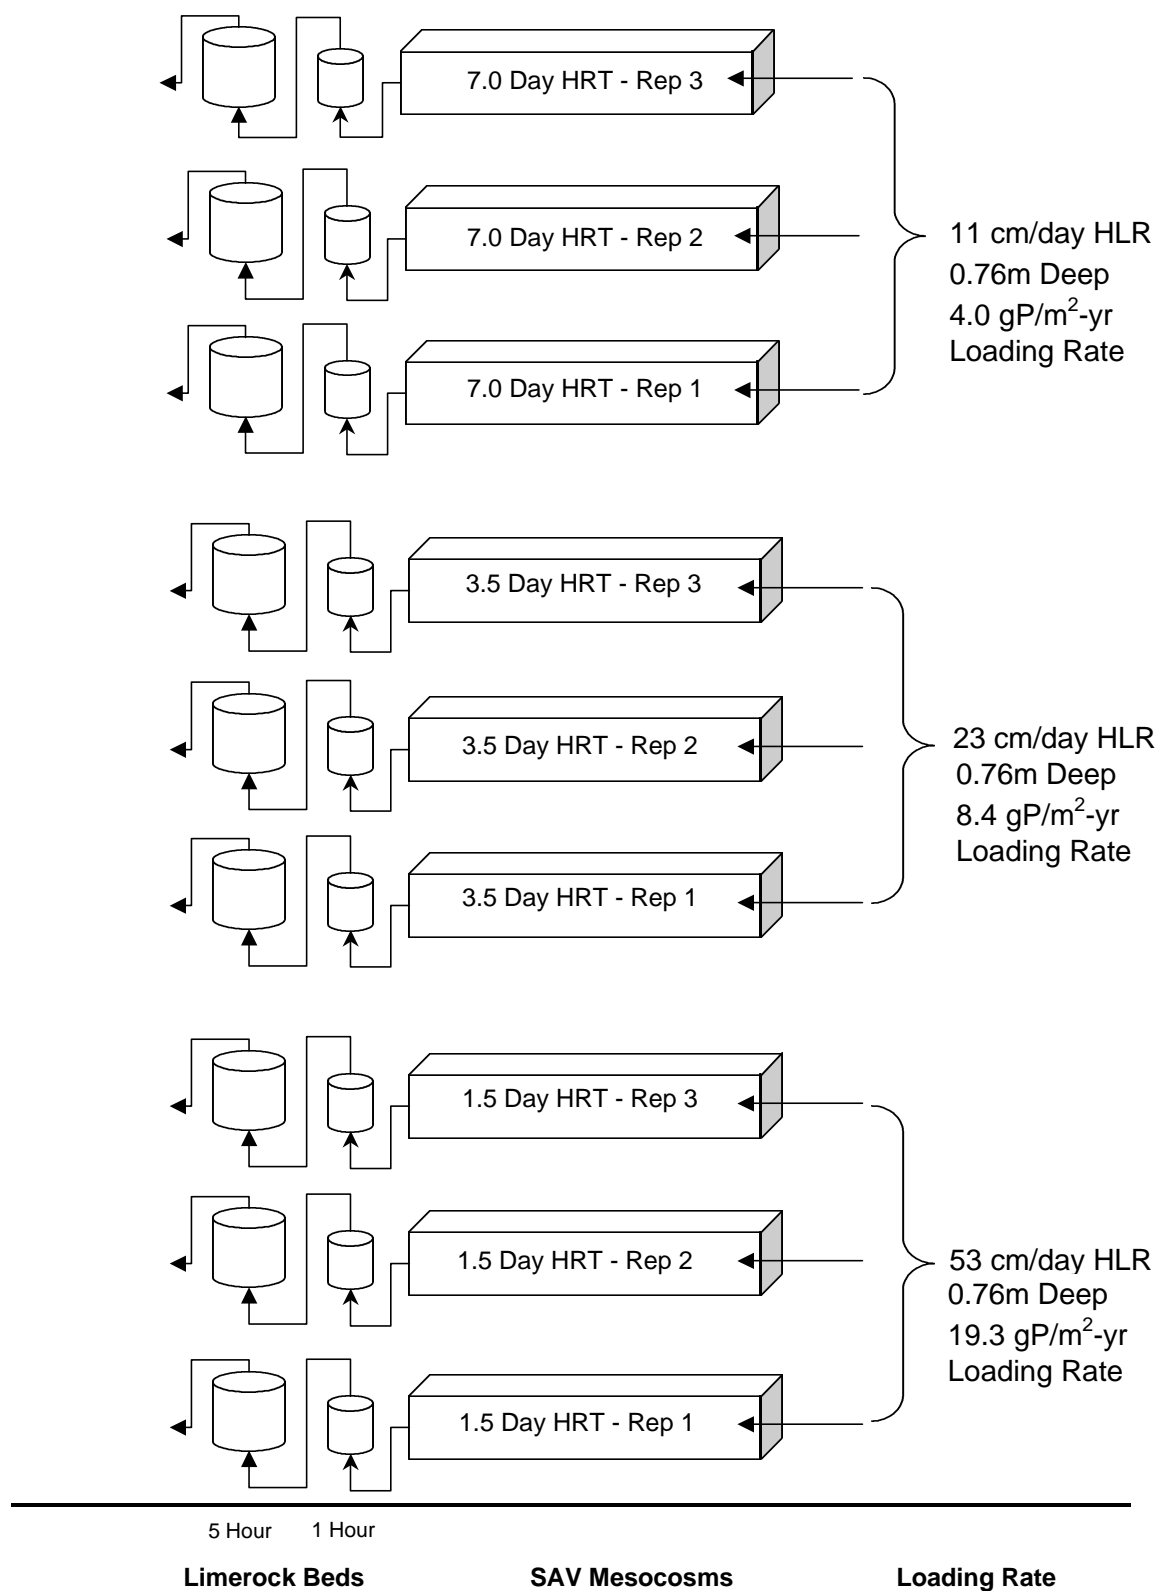 7.0 Day HRT - Rep 3
7.0 Day HRT - Rep 2
7.0 Day HRT - Rep 1
11 cm/day HLR
0.76m Deep
4.0 gP/m²-yr
Loading Rate
3.5 Day HRT - Rep 3
3.5 Day HRT - Rep 2
3.5 Day HRT - Rep 1
23 cm/day HLR
0.76m Deep
8.4 gP/m²-yr
Loading Rate
1.5 Day HRT - Rep 3
1.5 Day HRT - Rep 2
1.5 Day HRT - Rep 1
53 cm/day HLR
0.76m Deep
19.3 gP/m²-yr
Loading Rate
5 Hour 1 Hour
Limerock Beds SAV Mesocosms Loading Rate